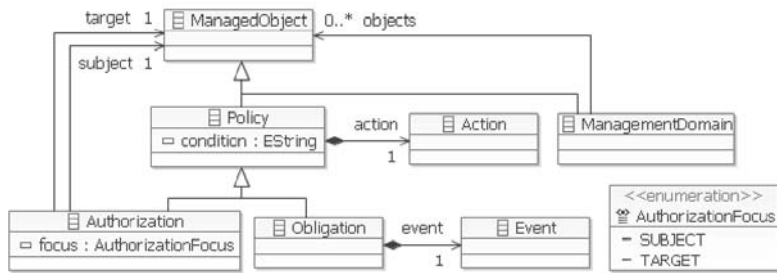 target 1 ManagedObject 0..* objects
subject 1
Policy
condition : EString
action
1
Action
ManagementDomain
Authorization
focus : AuthorizationFocus
Obligation
event
1
Event
<<enumeration>>
AuthorizationFocus
SUBJECT
TARGET